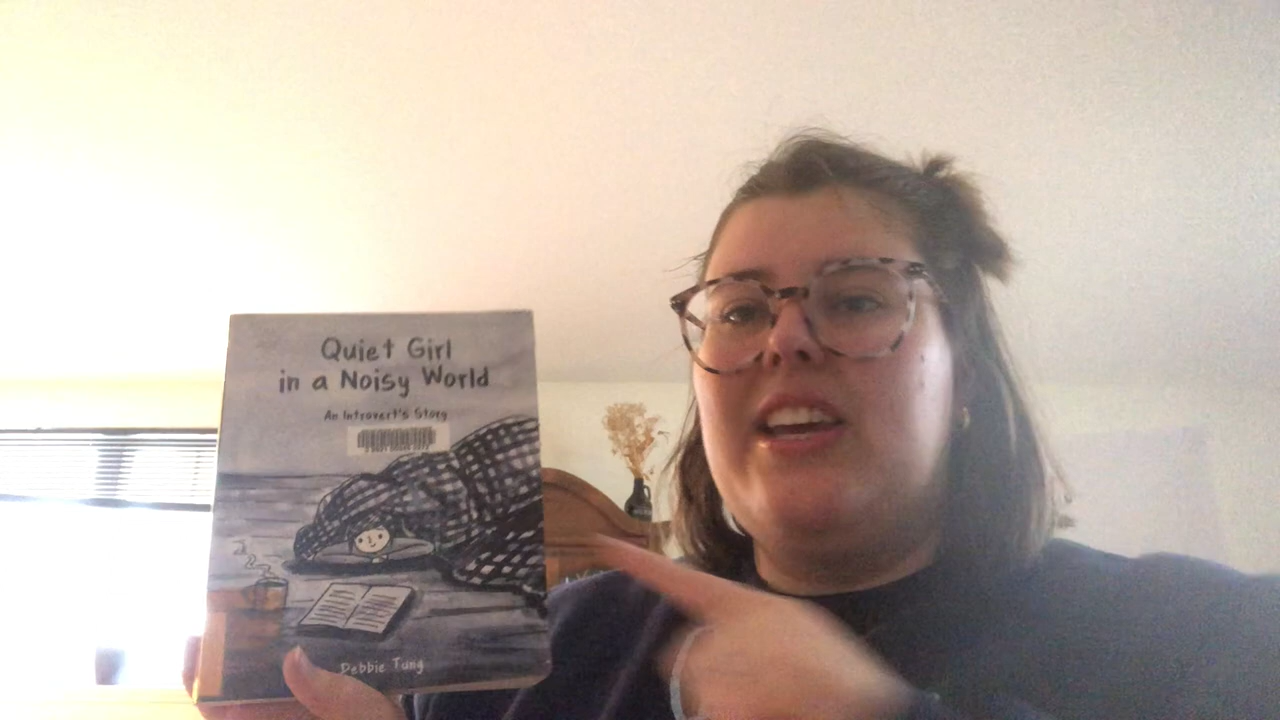 Quiet Girl
in a Noisy World
An Introvert's Story
Debbie Tung